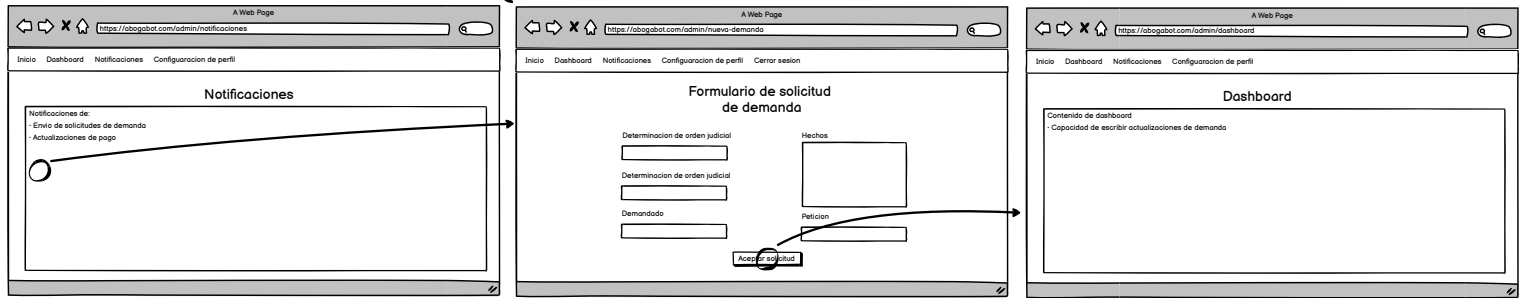 A Web Page
https://abogabot.com/admin/notificaciones
Inicio Dashboard Notificaciones Configuaracion de perfil
Notificaciones
Notificaciones de:
- Envio de solicitudes de demanda
- Actualizaciones de pago
A Web Page
https://abogabot.com/admin/nueva-demanda
Inicio Dashboard Notificaciones Configuaracion de perfil Cerrar sesion
Formulario de solicitud
de demanda
Determinacion de orden judicial
Hechos
Determinacion de orden judicial
Demandado
Peticion
Aceptar solicitud
A Web Page
https://abogabot.com/admin/dashboard
Inicio Dashboard Notificaciones Configuaracion de perfil
Dashboard
Contenido de dashboard
- Capacidad de escribir actualizaciones de demanda